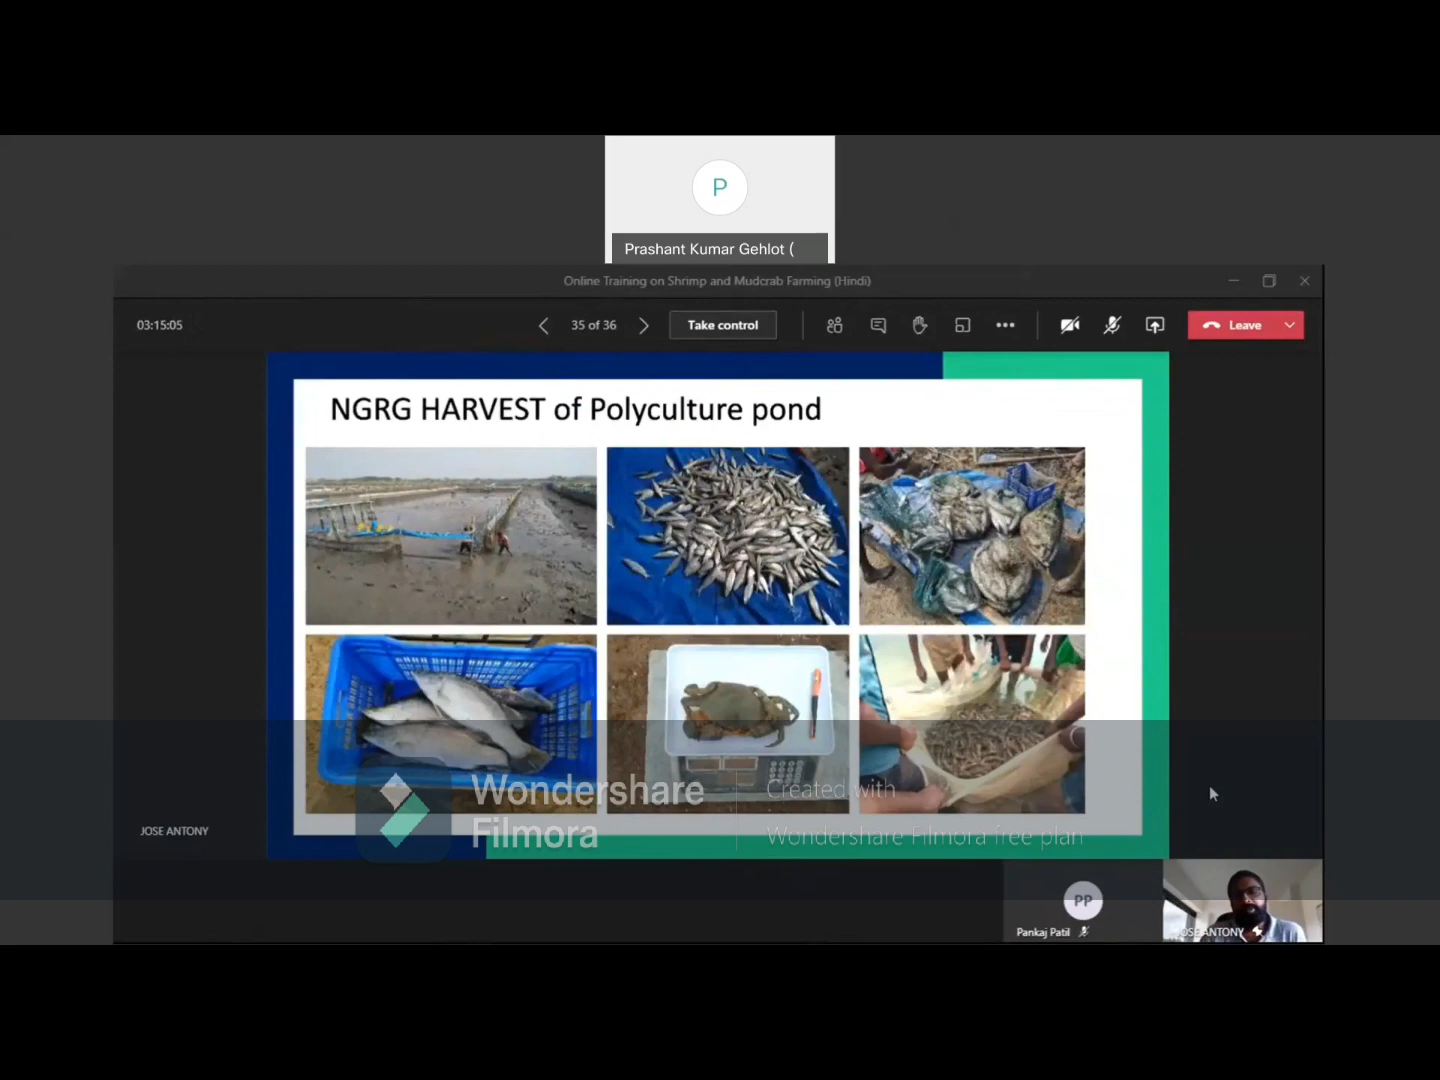 P
Prashant Kumar Gehlot (
Online Training on Shrimp and Mudcrab Farming (Hindi)
03:15:05
35 of 36
Take control
Leave
NGRG HARVEST of Polyculture pond
Wondershare
Filmora
Created with
Wondershare Filmora free plan
JOSE ANTONY
PP
Pankaj Patil
JOSE ANTONY